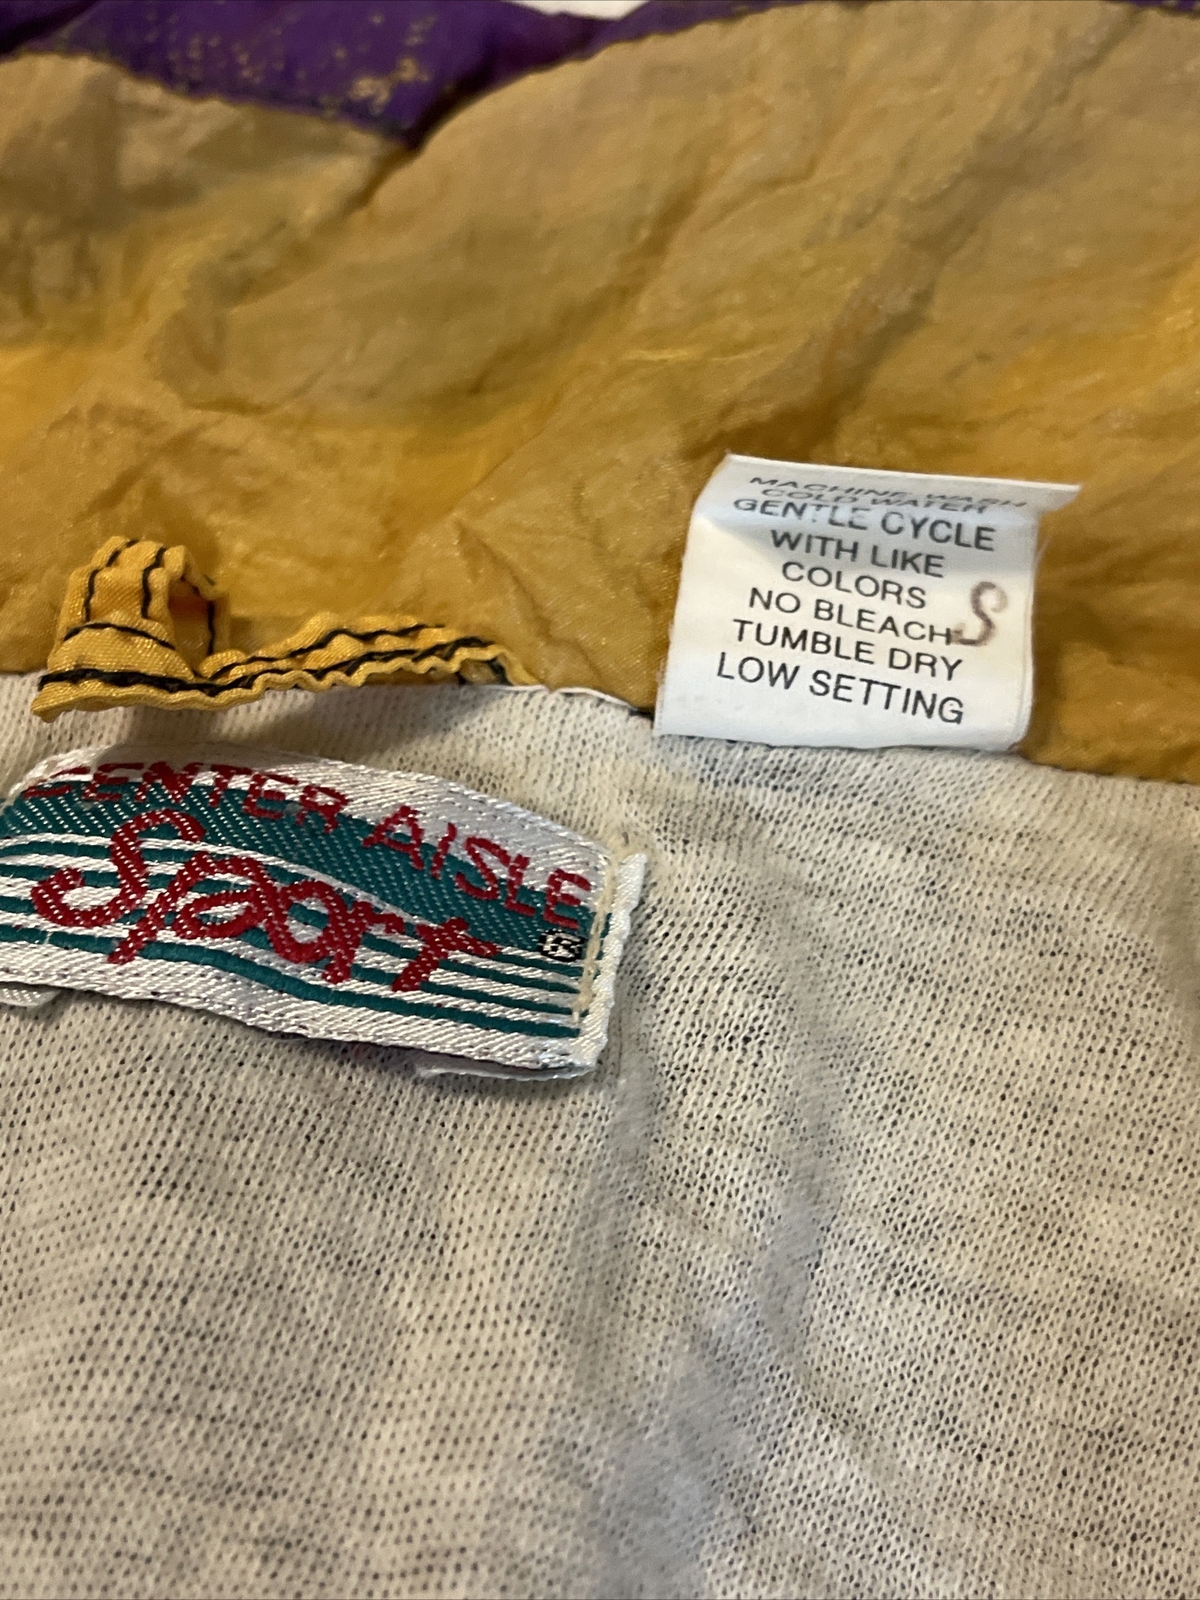 MACHINE WASH
COLD WATER
GENTLE CYCLE
WITH LIKE
COLORS
NO BLEACH S
TUMBLE DRY
LOW SETTING
CENTER AISLE
Sport ®